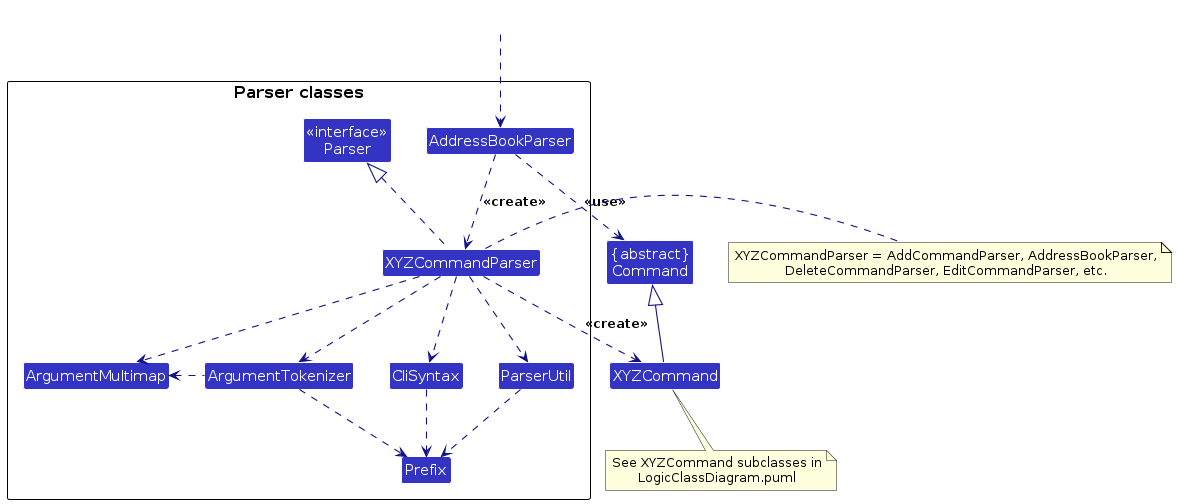 Parser classes
«interface»
Parser
AddressBookParser
«create»
«use»
XYZCommandParser
{abstract}
Command
XYZCommandParser = AddCommandParser, AddressBookParser,
DeleteCommandParser, EditCommandParser, etc.
«create»
ArgumentMultimap
ArgumentTokenizer
CliSyntax
ParserUtil
XYZCommand
Prefix
See XYZCommand subclasses in
LogicClassDiagram.puml